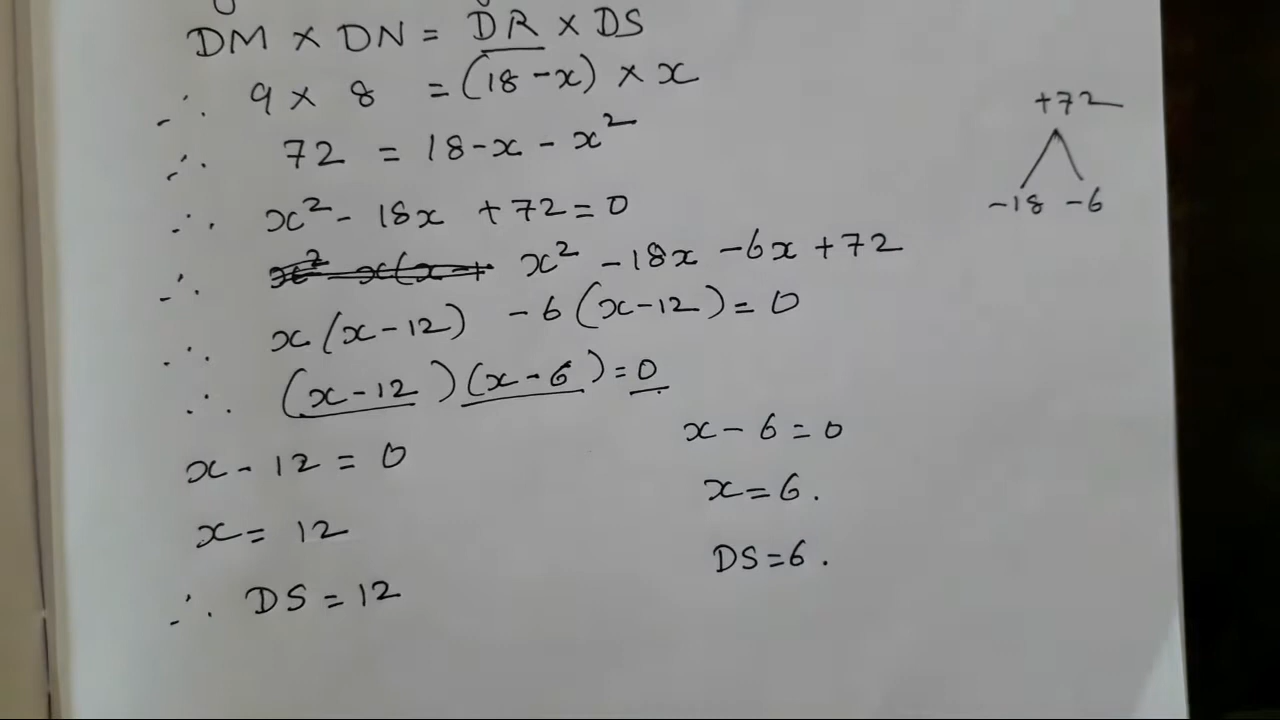 DM × DN = DR × DS
∴ 9 × 8 = (18 - x) × x
∴ 72 = 18-x - x²
∴ x² - 18x + 72 = 0
∴ x² - 18x - 6x + 72
∴ x(x-12) - 6(x-12) = 0
∴ (x-12)(x-6) = 0
x - 12 = 0
x = 12
∴ DS = 12
x - 6 = 0
x = 6.
DS = 6.
+72
-18 -6